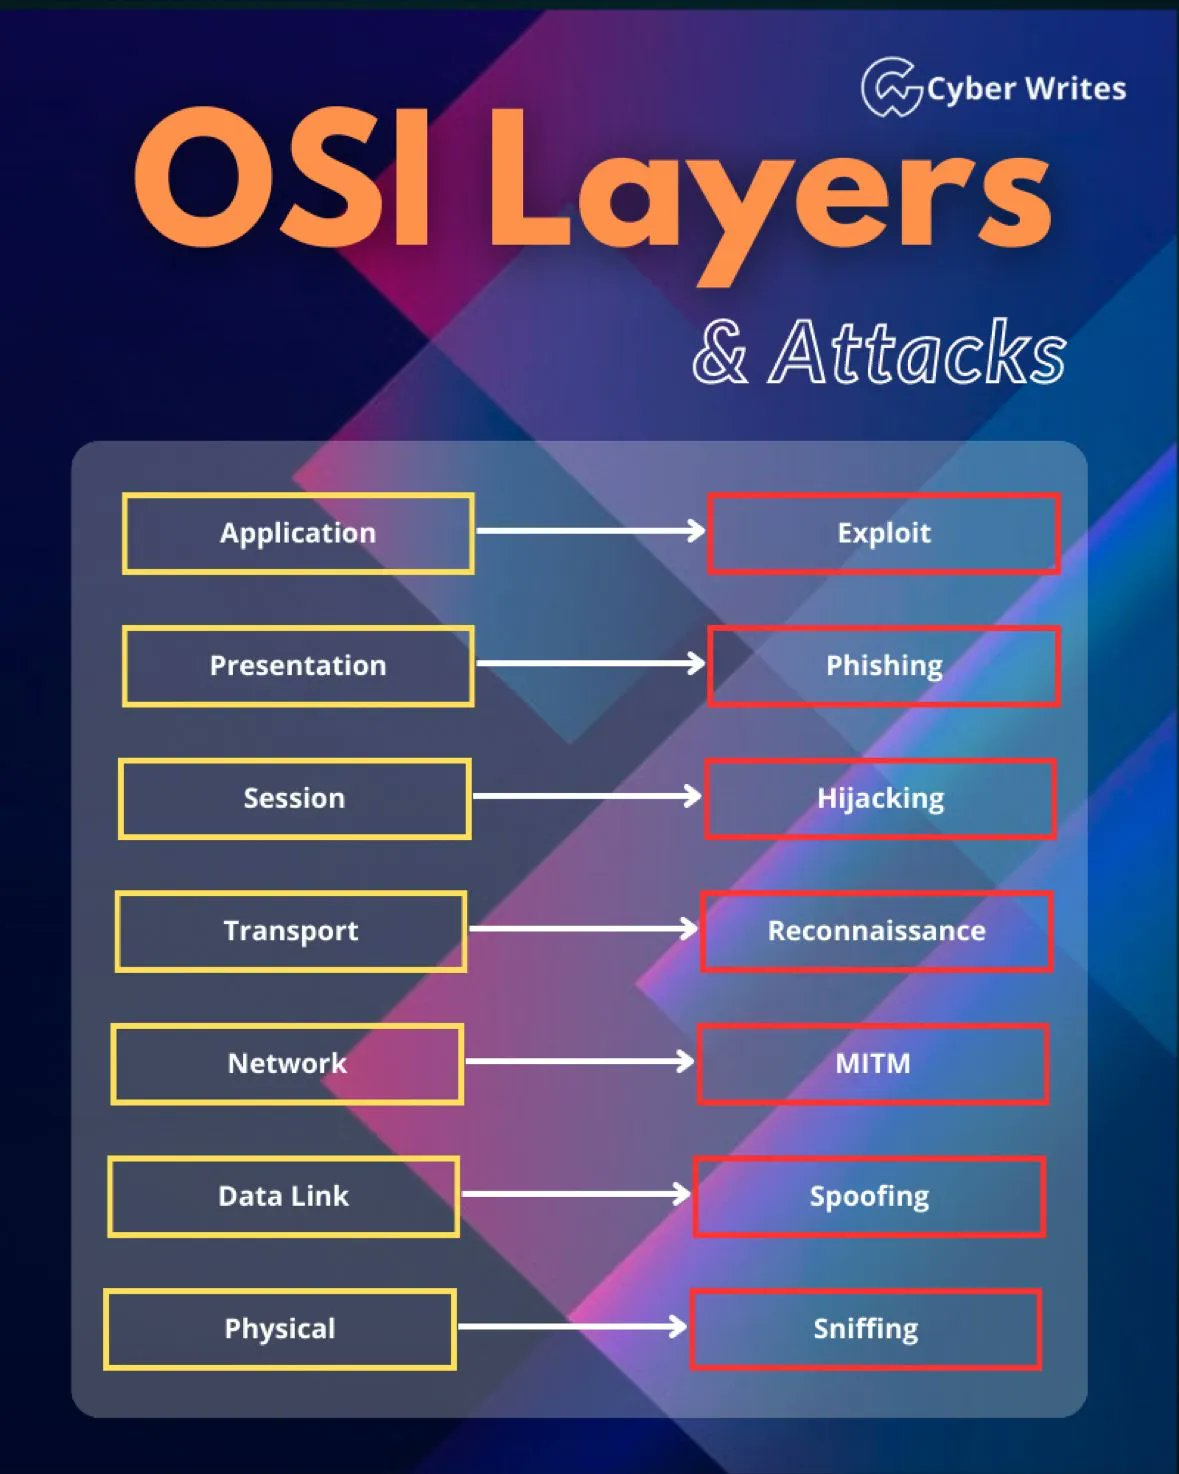 Cyber Writes
OSI Layers
& Attacks
Application
Exploit
Presentation
Phishing
Session
Hijacking
Transport
Reconnaissance
Network
MITM
Data Link
Spoofing
Physical
Sniffing